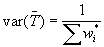 var(T̄) = 1 / ∑ wᵢ*